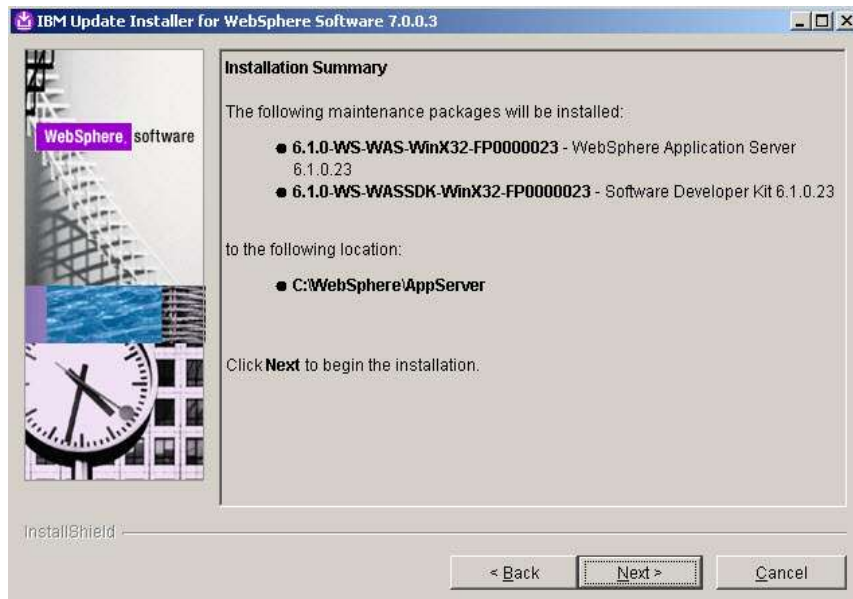 IBM Update Installer for WebSphere Software 7.0.0.3
WebSphere. software
Installation Summary
The following maintenance packages will be installed:
6.1.0-WS-WAS-WinX32-FP0000023 - WebSphere Application Server
6.1.0.23
6.1.0-WS-WASSDK-WinX32-FP0000023 - Software Developer Kit 6.1.0.23
to the following location:
C:\WebSphere\AppServer
Click Next to begin the installation.
InstallShield
< Back
Next >
Cancel